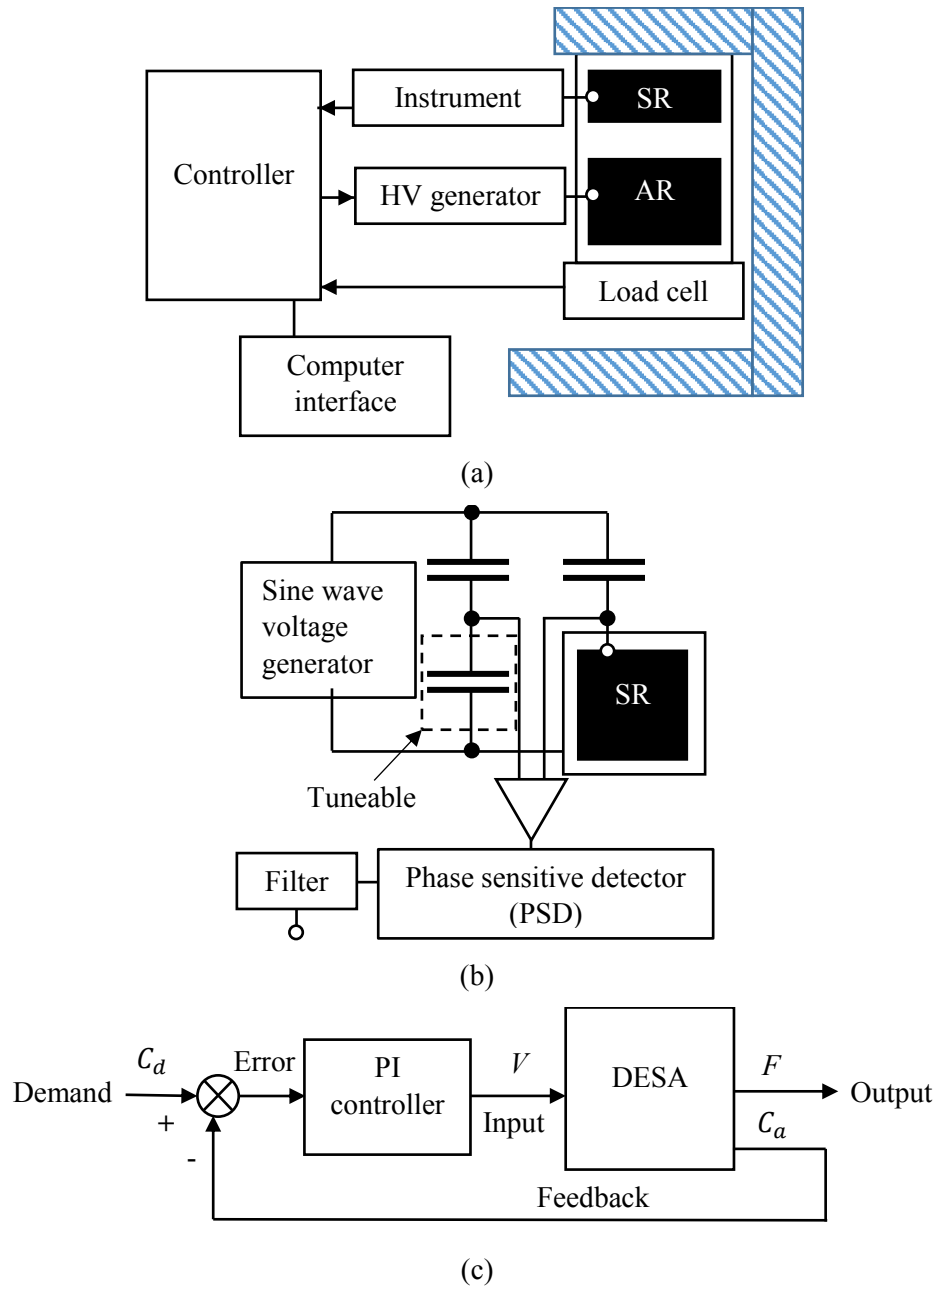 Instrument
SR
Controller
HV generator
AR
Load cell
Computer
interface
(a)
Sine wave
voltage
generator
SR
Tuneable
Filter
Phase sensitive detector
(PSD)
(b)
Demand
C_d
+
-
Error
PI
controller
V
Input
DESA
F
Output
C_a
Feedback
(c)